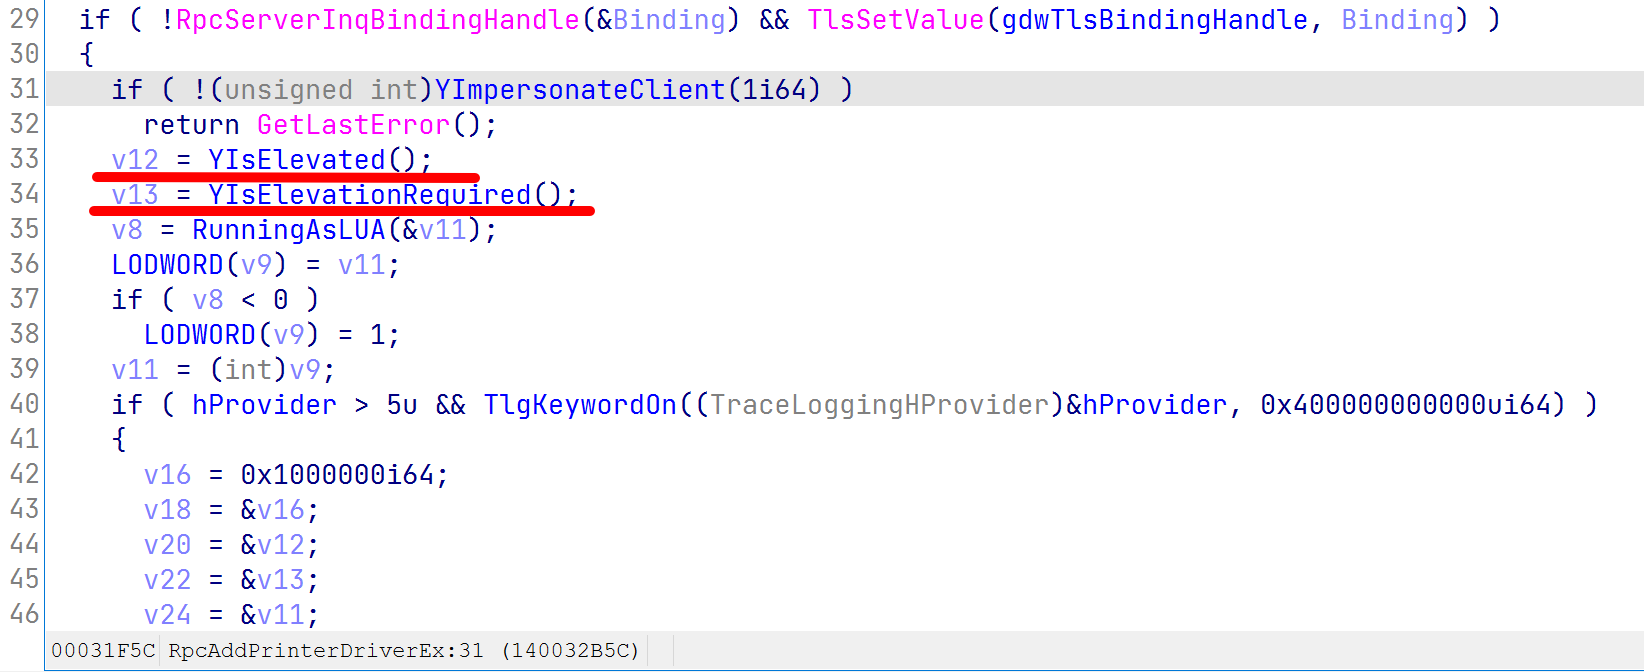 29 if ( !RpcServerInqBindingHandle(&Binding) && TlsSetValue(gdwTlsBindingHandle, Binding) )
30 {
31 if ( !(unsigned int)YImpersonateClient(1i64) )
32 return GetLastError();
33 v12 = YIsElevated();
34 v13 = YIsElevationRequired();
35 v8 = RunningAsLUA(&v11);
36 LODWORD(v9) = v11;
37 if ( v8 < 0 )
38 LODWORD(v9) = 1;
39 v11 = (int)v9;
40 if ( hProvider > 5u && TlgKeywordOn((TraceLoggingHProvider)&hProvider, 0x400000000000ui64) )
41 {
42 v16 = 0x1000000i64;
43 v18 = &v16;
44 v20 = &v12;
45 v22 = &v13;
46 v24 = &v11;
00031F5C RpcAddPrinterDriverEx:31 (140032B5C)